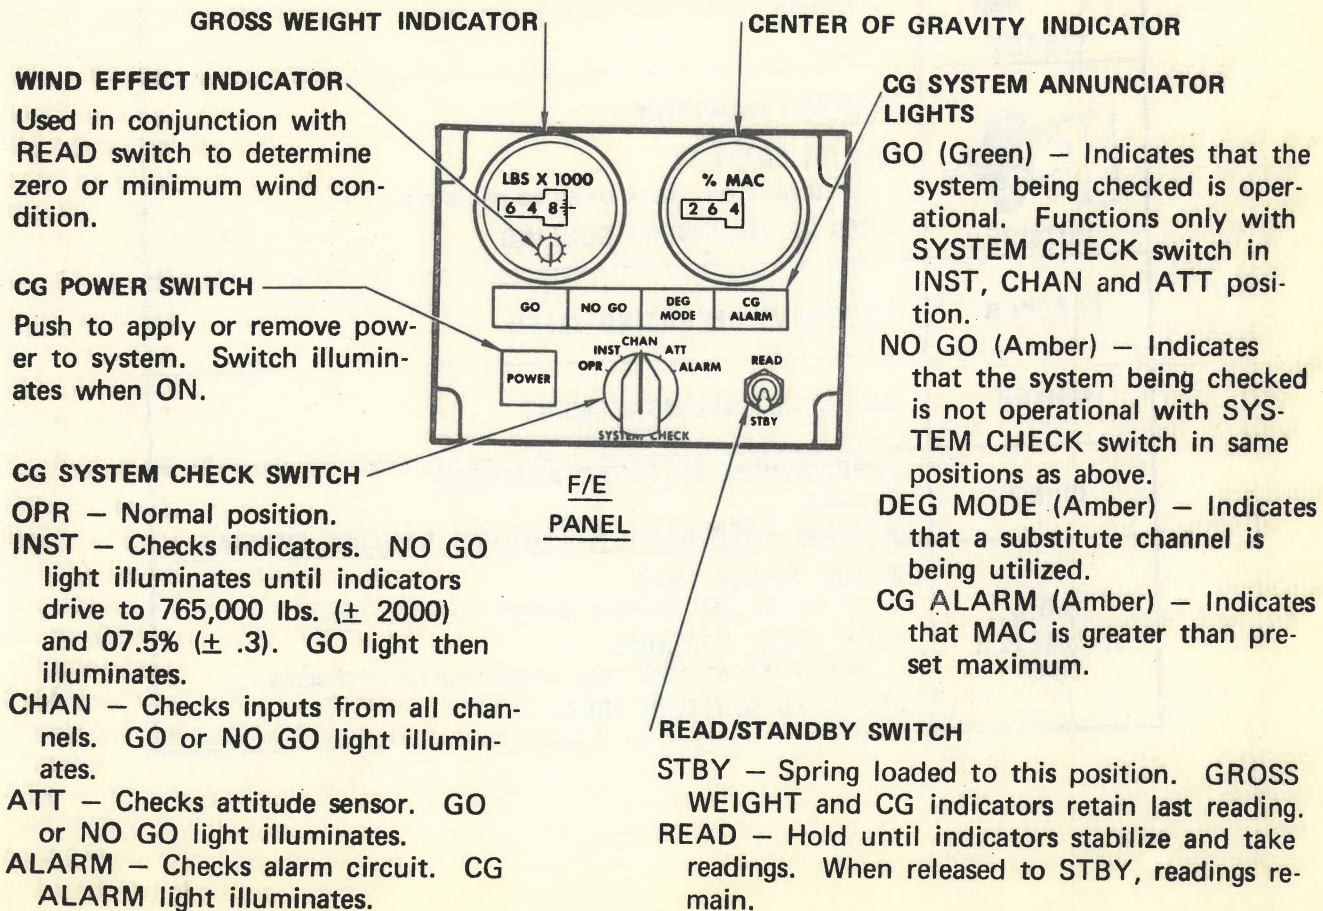 GROSS WEIGHT INDICATOR
CENTER OF GRAVITY INDICATOR
WIND EFFECT INDICATOR
Used in conjunction with
READ switch to determine
zero or minimum wind con-
dition.
CG POWER SWITCH
Push to apply or remove pow-
er to system. Switch illumin-
ates when ON.
CG SYSTEM CHECK SWITCH
OPR — Normal position.
INST — Checks indicators. NO GO
light illuminates until indicators
drive to 765,000 lbs. (± 2000)
and 07.5% (± .3). GO light then
illuminates.
CHAN — Checks inputs from all chan-
nels. GO or NO GO light illumin-
ates.
ATT — Checks attitude sensor. GO
or NO GO light illuminates.
ALARM — Checks alarm circuit. CG
ALARM light illuminates.
LBS X 1000
6 4 8
% MAC
2 6 4
GO
NO GO
DEG
MODE
CG
ALARM
POWER
OPR
INST
CHAN
ATT
ALARM
SYSTEM CHECK
READ
STBY
F/E
PANEL
CG SYSTEM ANNUNCIATOR
LIGHTS
GO (Green) — Indicates that the
system being checked is oper-
ational. Functions only with
SYSTEM CHECK switch in
INST, CHAN and ATT posi-
tion.
NO GO (Amber) — Indicates
that the system being checked
is not operational with SYS-
TEM CHECK switch in same
positions as above.
DEG MODE (Amber) — Indicates
that a substitute channel is
being utilized.
CG ALARM (Amber) — Indicates
that MAC is greater than pre-
set maximum.
READ/STANDBY SWITCH
STBY — Spring loaded to this position. GROSS
WEIGHT and CG indicators retain last reading.
READ — Hold until indicators stabilize and take
readings. When released to STBY, readings re-
main.